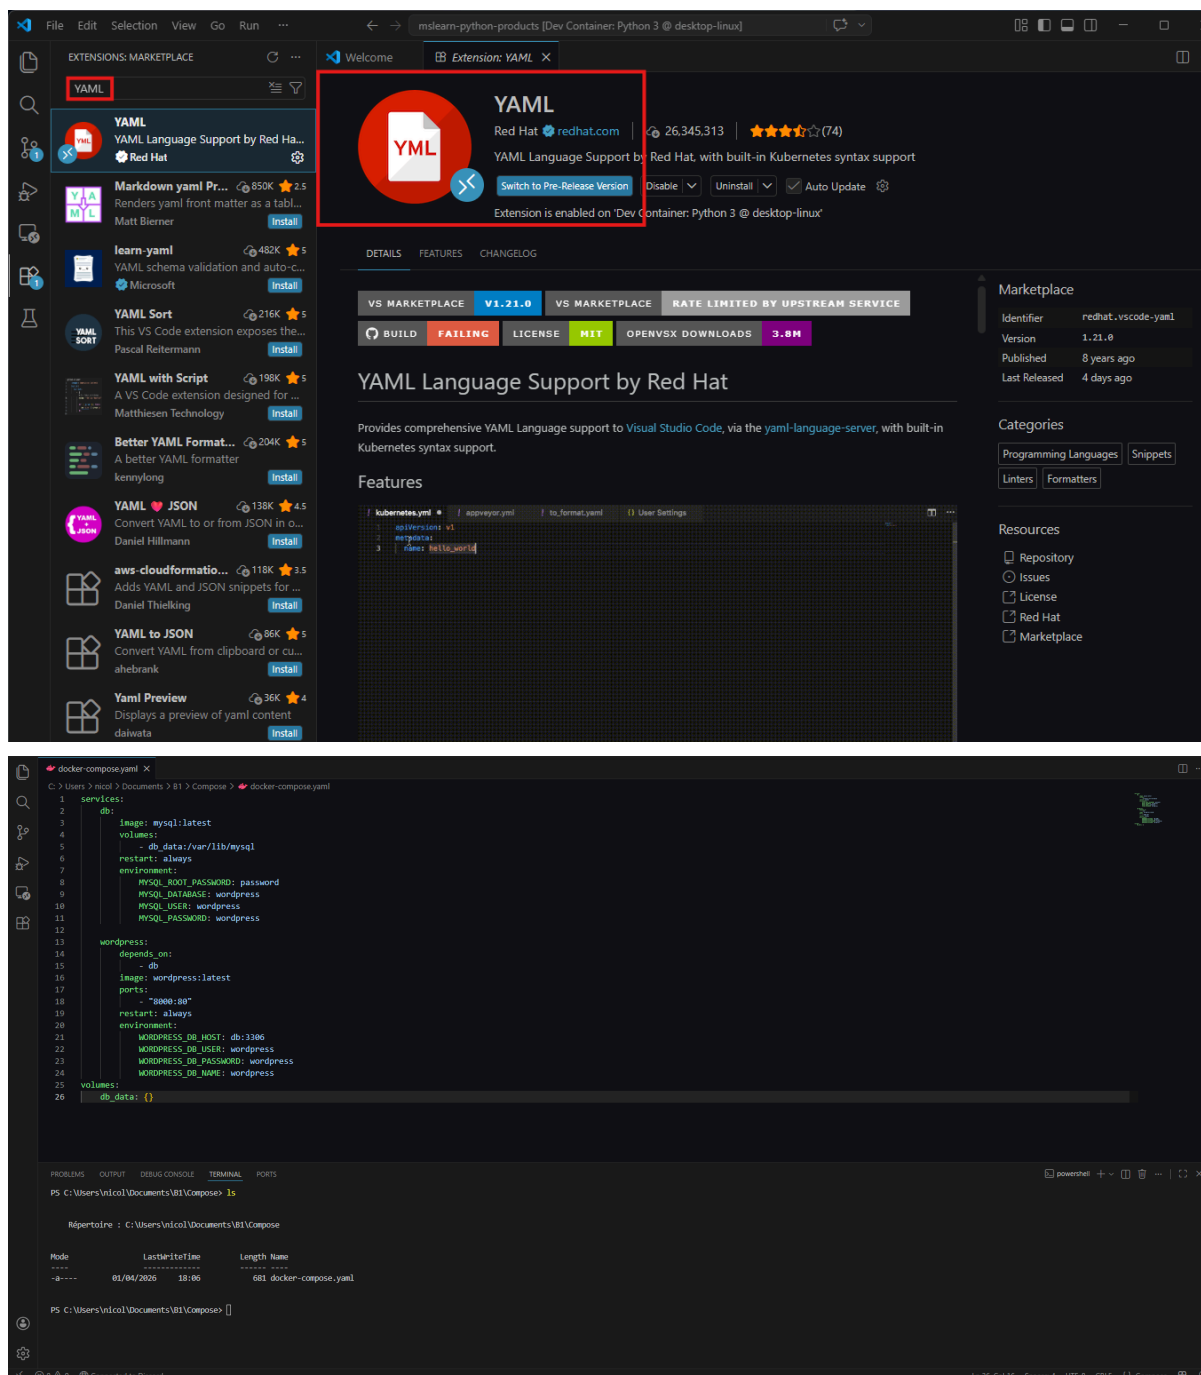 File Edit Selection View Go Run ··· mslearn-python-products [Dev Container: Python 3 @ desktop-linux]
EXTENSIONS: MARKETPLACE
YAML
YAML
YAML Language Support by Red Ha...
Red Hat
Markdown yaml Pr... 850K 2.5
Renders yaml front matter as a tabl...
Matt Bierner Install
learn-yaml 482K 5
YAML schema validation and auto-c...
Microsoft Install
YAML Sort 216K 5
This VS Code extension exposes the...
Pascal Reitermann Install
YAML with Script 198K 5
A VS Code extension designed for ...
Matthiesen Technology Install
Better YAML Format... 204K 5
A better YAML formatter
kennylong Install
YAML ❤ JSON 138K 4.5
Convert YAML to or from JSON in o...
Daniel Hillmann Install
aws-cloudformatio... 118K 3.5
Adds YAML and JSON snippets for ...
Daniel Thielking Install
YAML to JSON 86K 5
Convert YAML from clipboard or cu...
ahebrank Install
Yaml Preview 36K 4
Displays a preview of yaml content
daiwata Install
Welcome Extension: YAML
YML
YAML
Red Hat redhat.com 26,345,313 (74)
YAML Language Support by Red Hat, with built-in Kubernetes syntax support
Switch to Pre-Release Version Disable Uninstall Auto Update
Extension is enabled on 'Dev Container: Python 3 @ desktop-linux'
DETAILS FEATURES CHANGELOG
VS MARKETPLACE V1.21.0 VS MARKETPLACE RATE LIMITED BY UPSTREAM SERVICE
BUILD FAILING LICENSE MIT OPENVSX DOWNLOADS 3.8M
YAML Language Support by Red Hat
Provides comprehensive YAML Language support to Visual Studio Code, via the yaml-language-server, with built-in
Kubernetes syntax support.
Features
kubernetes.yml appveyor.yml to_format.yaml {} User Settings
1 apiVersion: v1
2 metadata:
3 name: hello_world
Marketplace
Identifier redhat.vscode-yaml
Version 1.21.0
Published 8 years ago
Last Released 4 days ago
Categories
Programming Languages Snippets
Linters Formatters
Resources
Repository
Issues
License
Red Hat
Marketplace
docker-compose.yaml
C: > Users > nicol > Documents > B1 > Compose > docker-compose.yaml
1 services:
2 db:
3 image: mysql:latest
4 volumes:
5 - db_data:/var/lib/mysql
6 restart: always
7 environment:
8 MYSQL_ROOT_PASSWORD: password
9 MYSQL_DATABASE: wordpress
10 MYSQL_USER: wordpress
11 MYSQL_PASSWORD: wordpress
12
13 wordpress:
14 depends_on:
15 - db
16 image: wordpress:latest
17 ports:
18 - "8000:80"
19 restart: always
20 environment:
21 WORDPRESS_DB_HOST: db:3306
22 WORDPRESS_DB_USER: wordpress
23 WORDPRESS_DB_PASSWORD: wordpress
24 WORDPRESS_DB_NAME: wordpress
25 volumes:
26 db_data: {}
PROBLEMS OUTPUT DEBUG CONSOLE TERMINAL PORTS powershell
PS C:\Users\nicol\Documents\B1\Compose> ls
Répertoire : C:\Users\nicol\Documents\B1\Compose
Mode LastWriteTime Length Name
---- ------------- ------ ----
-a---- 01/04/2026 18:06 681 docker-compose.yaml
PS C:\Users\nicol\Documents\B1\Compose>